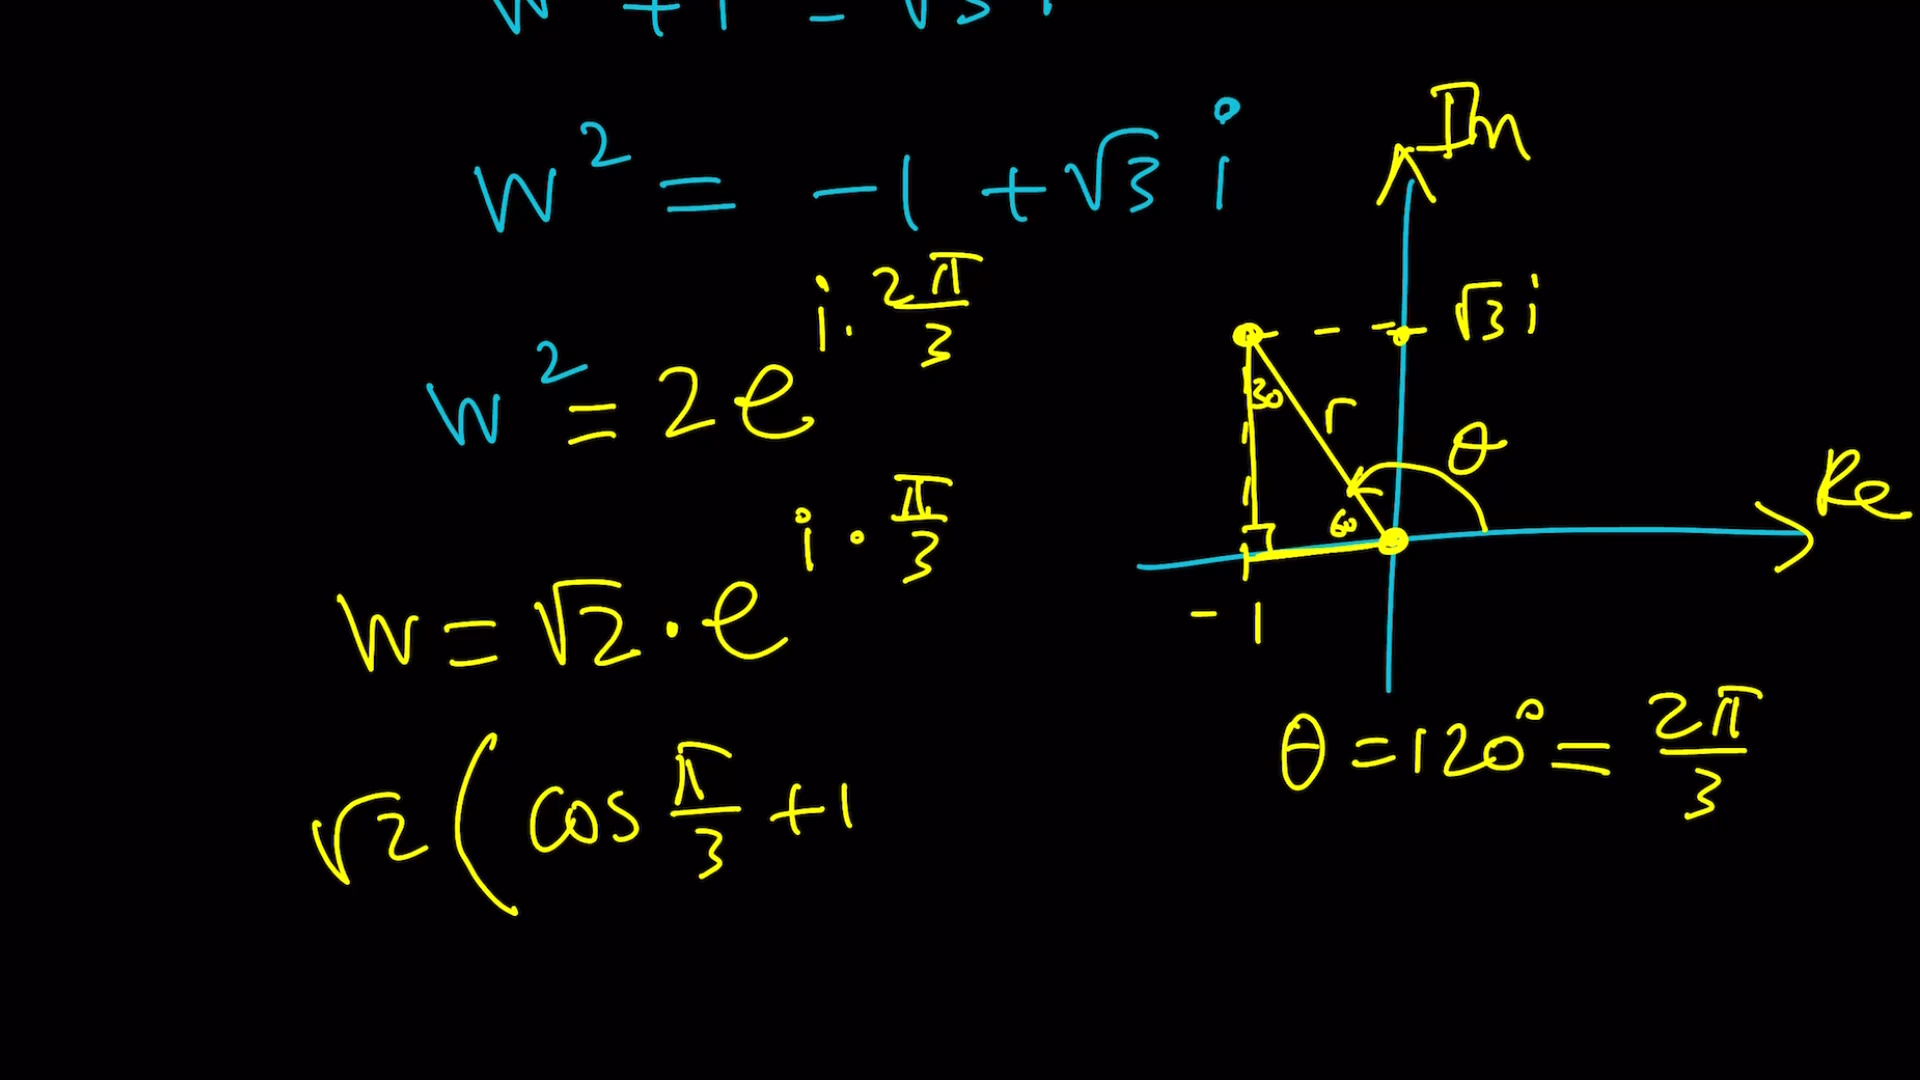 w² = -1 + √3 i
w² = 2e^(i · 2π/3)
w = √2 · e^(i · π/3)
√2 ( cos π/3 + 1
Im
√3 i
30
r
θ
60
Re
-1
θ = 120° = 2π/3